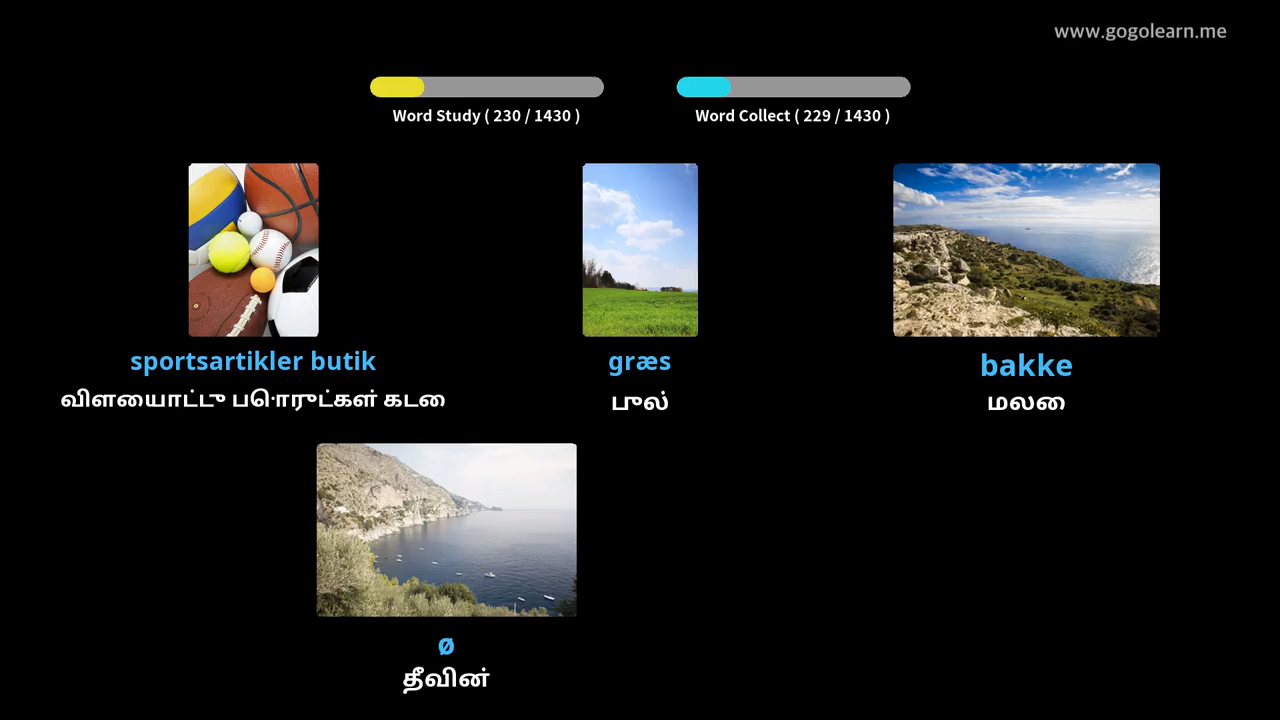 www.gogolearn.me
Word Study ( 230 / 1430 )
Word Collect ( 229 / 1430 )
sportsartikler butik
விளையாட்டு பொருட்கள் கடை
græs
புல்
bakke
மலை
ø
தீவின்